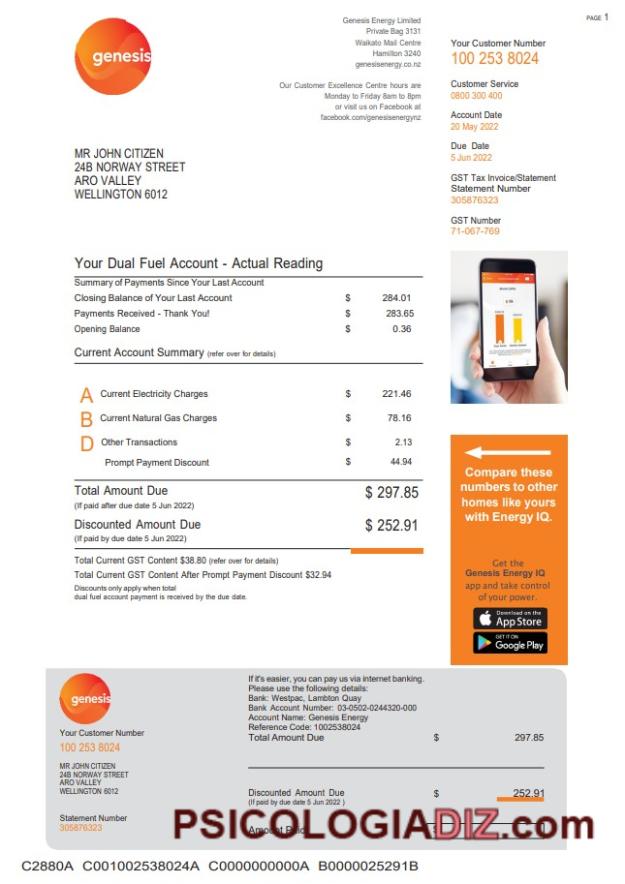 PAGE 1
genesis
Genesis Energy Limited
Private Bag 3131
Waikato Mail Centre
Hamilton 3240
genesisenergy.co.nz
Our Customer Excellence Centre hours are
Monday to Friday 8am to 8pm
or visit us on Facebook at
facebook.com/genesisenergynz
Your Customer Number
100 253 8024
Customer Service
0800 300 400
Account Date
20 May 2022
Due Date
5 Jun 2022
GST Tax Invoice/Statement
Statement Number
305876323
GST Number
71-067-769
MR JOHN CITIZEN
24B NORWAY STREET
ARO VALLEY
WELLINGTON 6012
Your Dual Fuel Account - Actual Reading
Summary of Payments Since Your Last Account
Closing Balance of Your Last Account $ 284.01
Payments Received - Thank You! $ 283.65
Opening Balance $ 0.36
Current Account Summary (refer over for details)
A Current Electricity Charges $ 221.46
B Current Natural Gas Charges $ 78.16
D Other Transactions $ 2.13
Prompt Payment Discount $ 44.94
Total Amount Due $ 297.85
(If paid after due date 5 Jun 2022)
Discounted Amount Due $ 252.91
(If paid by due date 5 Jun 2022)
Total Current GST Content $38.80 (refer over for details)
Total Current GST Content After Prompt Payment Discount $32.94
Discounts only apply when total
dual fuel account payment is received by the due date.
Compare these
numbers to other
homes like yours
with Energy IQ.
Get the
Genesis Energy IQ
app and take control
of your power.
Download on the
App Store
GET IT ON
Google Play
genesis
Your Customer Number
100 253 8024
MR JOHN CITIZEN
24B NORWAY STREET
ARO VALLEY
WELLINGTON 6012
Statement Number
305876323
If it's easier, you can pay us via internet banking.
Please use the following details:
Bank: Westpac, Lambton Quay
Bank Account Number: 03-0502-0244320-000
Account Name: Genesis Energy
Reference Code: 1002538024
Total Amount Due $ 297.85
Discounted Amount Due $ 252.91
(If paid by due date 5 Jun 2022 )
Amount Paid $
PSICOLOGIADIZ.com
C2880A C001002538024A C0000000000A B0000025291B